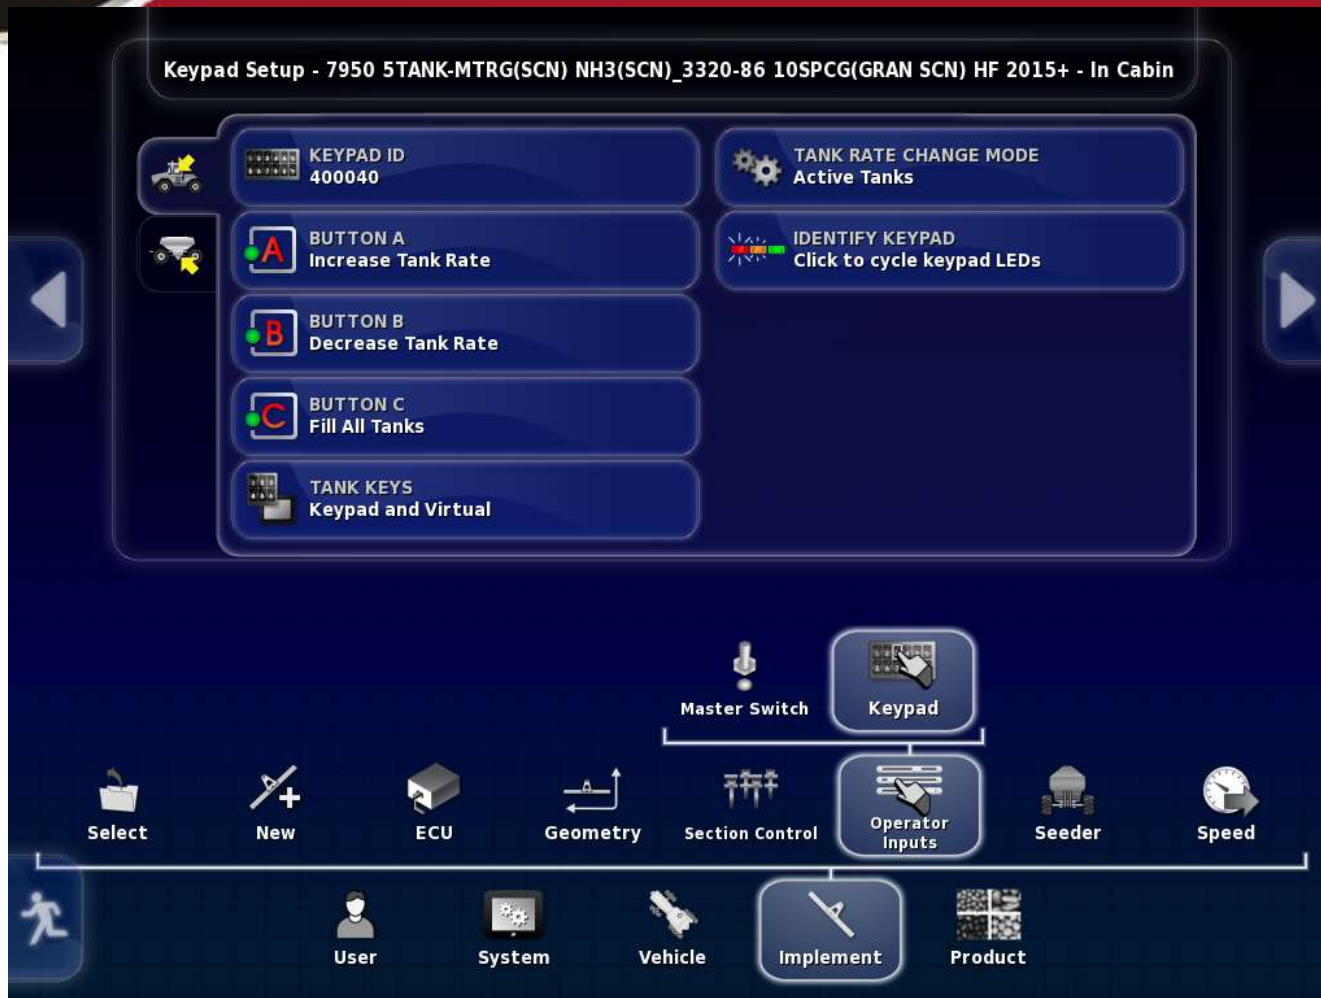 Keypad Setup - 7950 5TANK-MTRG(SCN) NH3(SCN)_3320-86 10SPCG(GRAN SCN) HF 2015+ - In Cabin
KEYPAD ID
400040
TANK RATE CHANGE MODE
Active Tanks
A
BUTTON A
Increase Tank Rate
IDENTIFY KEYPAD
Click to cycle keypad LEDs
B
BUTTON B
Decrease Tank Rate
C
BUTTON C
Fill All Tanks
TANK KEYS
Keypad and Virtual
Master Switch
Keypad
Select
New
ECU
Geometry
Section Control
Operator
Inputs
Seeder
Speed
User
System
Vehicle
Implement
Product